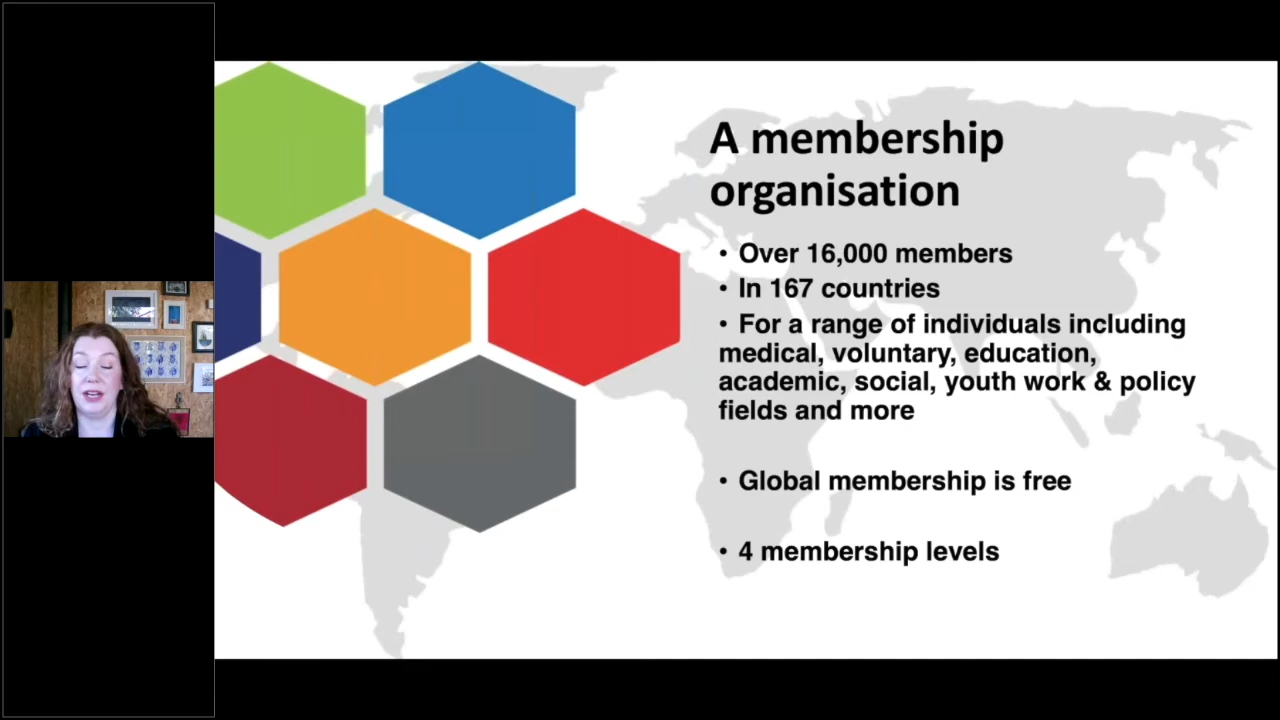 A membership
organisation
• Over 16,000 members
• In 167 countries
• For a range of individuals including
medical, voluntary, education,
academic, social, youth work & policy
fields and more
• Global membership is free
• 4 membership levels